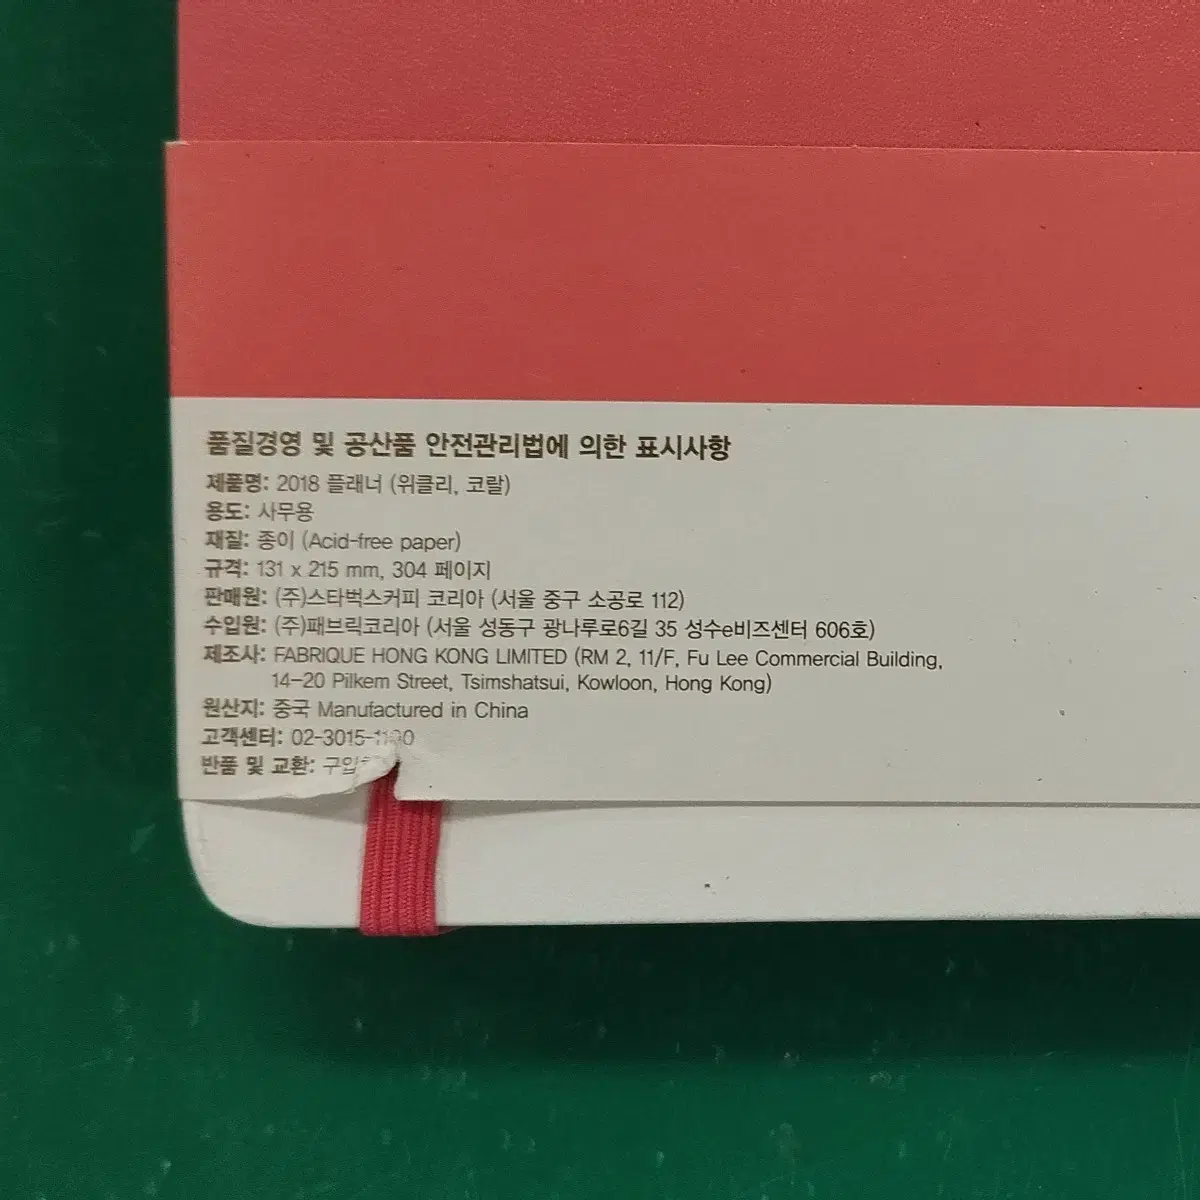 품질경영 및 공산품 안전관리법에 의한 표시사항
제품명: 2018 플래너 (위클리, 코랄)
용도: 사무용
재질: 종이 (Acid-free paper)
규격: 131 x 215 mm, 304 페이지
판매원: (주)스타벅스커피 코리아 (서울 중구 소공로 112)
수입원: (주)패브릭코리아 (서울 성동구 광나루로6길 35 성수e비즈센터 606호)
제조사: FABRIQUE HONG KONG LIMITED (RM 2, 11/F, Fu Lee Commercial Building,
14-20 Pilkem Street, Tsimshatsui, Kowloon, Hong Kong)
원산지: 중국 Manufactured in China
고객센터:
반품 및 교환: